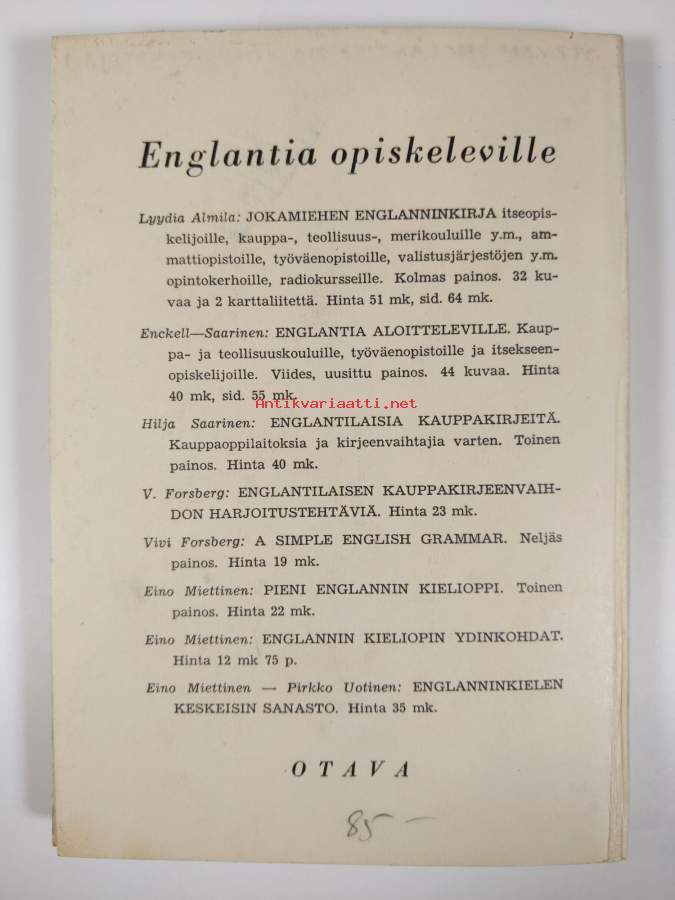 Englantia opiskeleville
Lyydia Almila: JOKAMIEHEN ENGLANNINKIRJA itseopis-
kelijoille, kauppa-, teollisuus-, merikouluille y.m., am-
mattiopistoille, työväenopistoille, valistusjärjestöjen y.m.
opintokerhoille, radiokursseille. Kolmas painos. 32 ku-
vaa ja 2 karttaliitettä. Hinta 51 mk, sid. 64 mk.
Enckell—Saarinen: ENGLANTIA ALOITTELEVILLE. Kaup-
pa- ja teollisuuskouluille, työväenopistoille ja itsekseen-
opiskelijoille. Viides, uusittu painos. 44 kuvaa. Hinta
40 mk, sid. 55 mk.
Antikvariaatti.net
Hilja Saarinen: ENGLANTILAISIA KAUPPAKIRJEITÄ.
Kauppaoppilaitoksia ja kirjeenvaihtajia varten. Toinen
painos. Hinta 40 mk.
V. Forsberg: ENGLANTILAISEN KAUPPAKIRJEENVAIH-
DON HARJOITUSTEHTÄVIÄ. Hinta 23 mk.
Vivi Forsberg: A SIMPLE ENGLISH GRAMMAR. Neljäs
painos. Hinta 19 mk.
Eino Miettinen: PIENI ENGLANNIN KIELIOPPI. Toinen
painos. Hinta 22 mk.
Eino Miettinen: ENGLANNIN KIELIOPIN YDINKOHDAT.
Hinta 12 mk 75 p.
Eino Miettinen — Pirkko Uotinen: ENGLANNINKIELEN
KESKEISIN SANASTO. Hinta 35 mk.
OTAVA
85 —